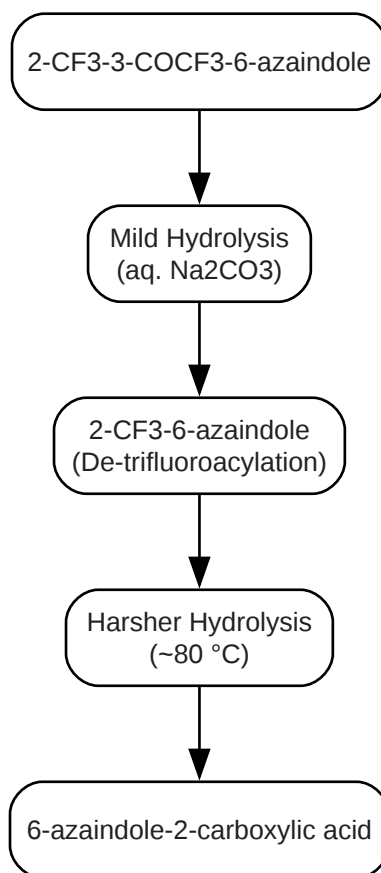 2-CF3-3-COCF3-6-azaindole
Mild Hydrolysis
(aq. Na2CO3)
2-CF3-6-azaindole
(De-trifluoroacylation)
Harsher Hydrolysis
(~80 °C)
6-azaindole-2-carboxylic acid